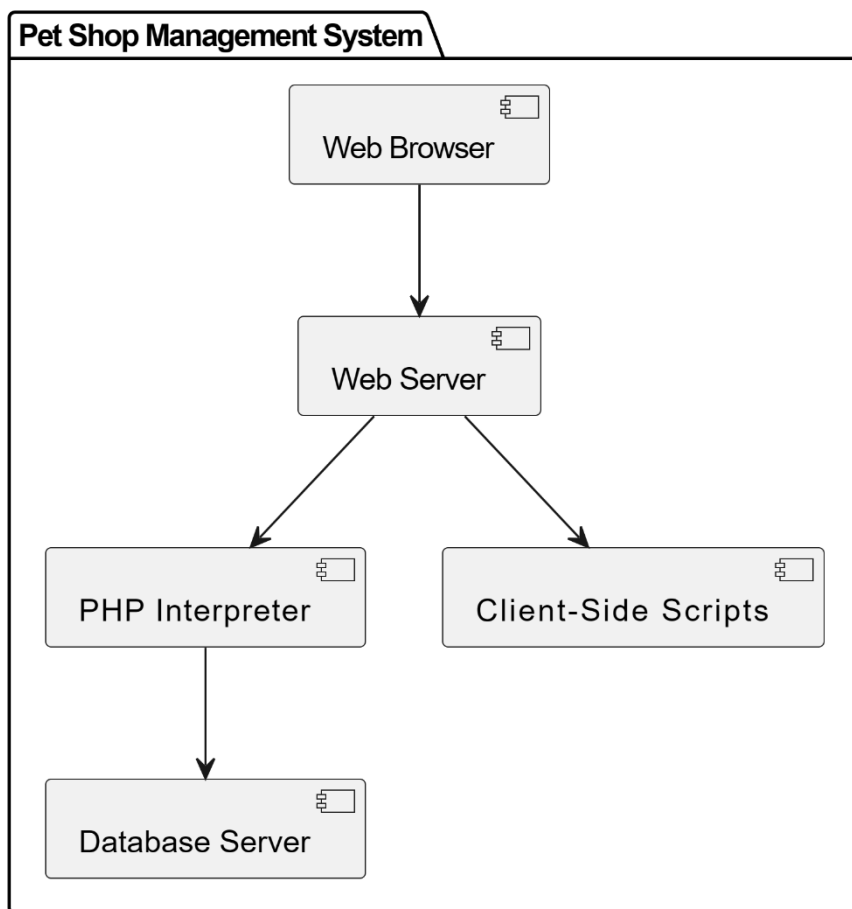 Pet Shop Management System
Web Browser
Web Server
PHP Interpreter
Client-Side Scripts
Database Server